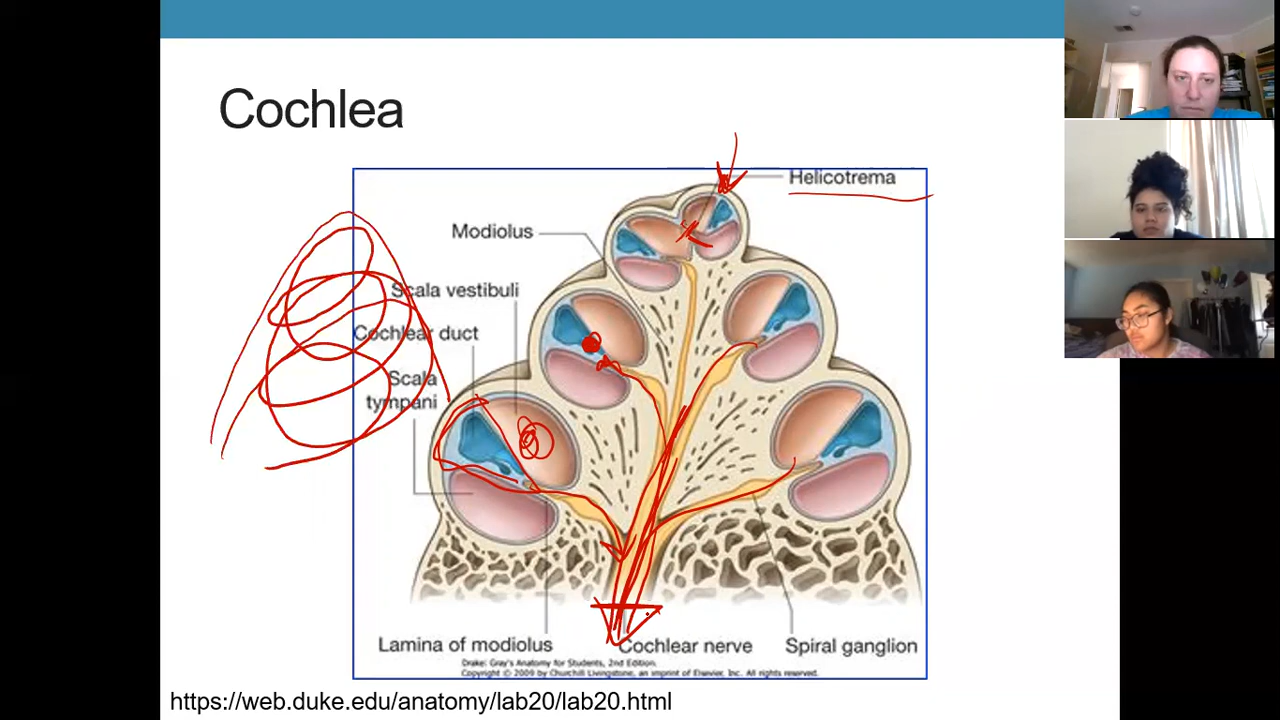 Cochlea
Helicotrema
Modiolus
Scala vestibuli
Cochlear duct
Scala
tympani
Lamina of modiolus
Cochlear nerve
Spiral ganglion
Drake: Gray's Anatomy for Students, 2nd Edition.
Copyright © 2009 by Churchill Livingstone, an imprint of Elsevier, Inc. All rights reserved.
https://web.duke.edu/anatomy/lab20/lab20.html